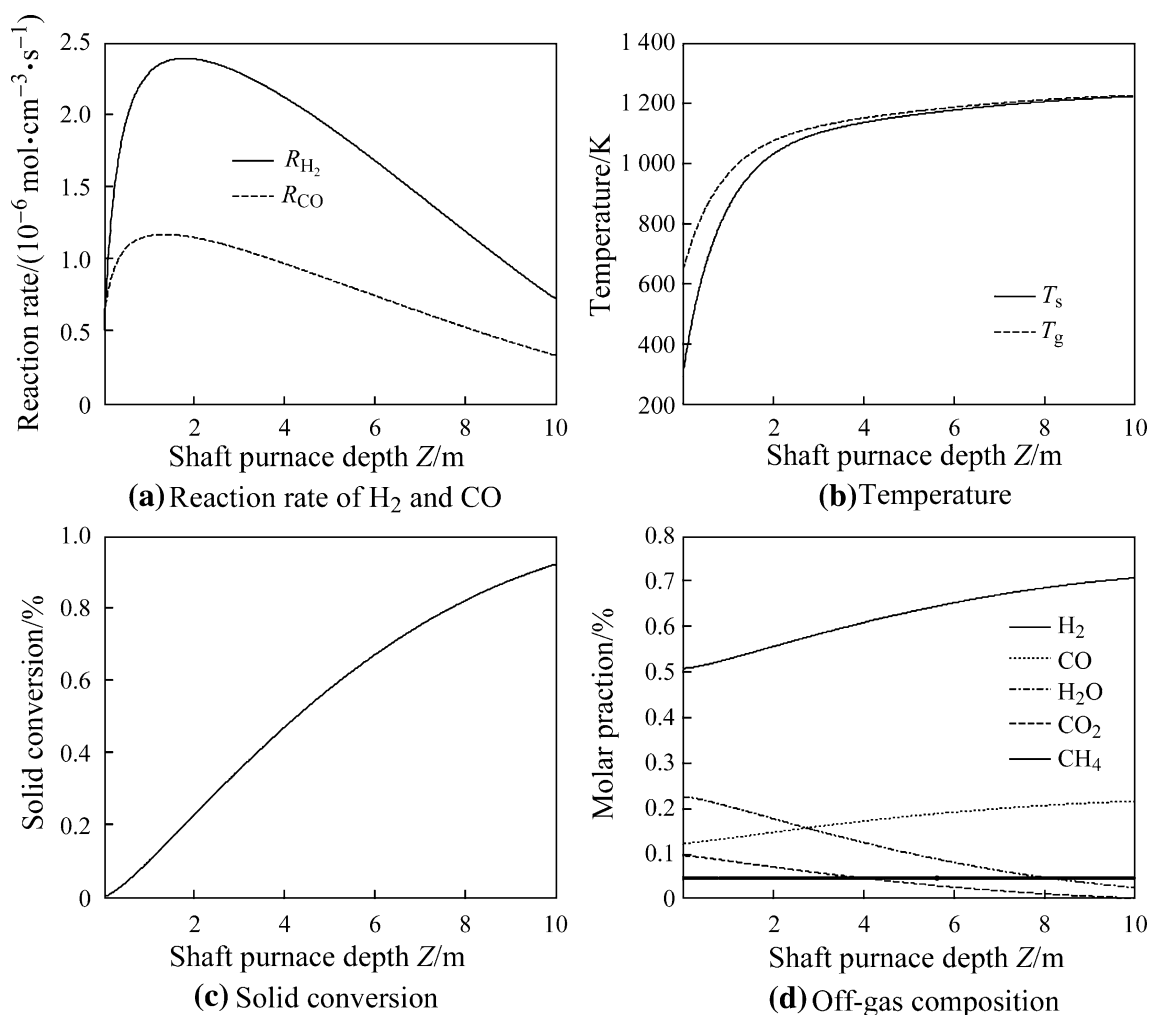 Reaction rate/(10⁻⁶ mol·cm⁻³·s⁻¹)
2.5
2.0
1.5
1.0
0.5
0
R_H₂
R_CO
2 4 6 8 10
Shaft purnace depth Z/m
(a) Reaction rate of H₂ and CO
Temperature/K
1 400
1 200
1 000
800
600
400
200
T_s
T_g
2 4 6 8 10
Shaft purnace depth Z/m
(b) Temperature
Solid conversion/%
1.0
0.8
0.6
0.4
0.2
0
2 4 6 8 10
Shaft purnace depth Z/m
(c) Solid conversion
Molar praction/%
0.8
0.7
0.6
0.5
0.4
0.3
0.2
0.1
0
H₂
CO
H₂O
CO₂
CH₄
2 4 6 8 10
Shaft purnace depth Z/m
(d) Off-gas composition